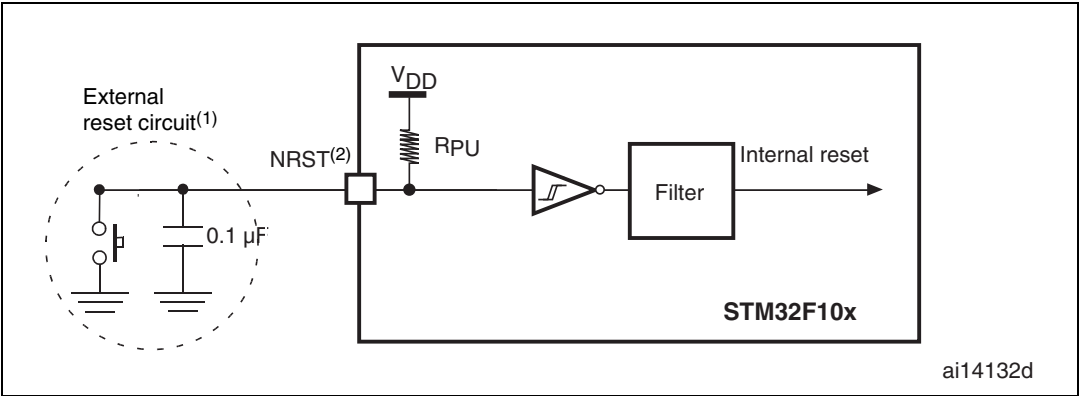 External
reset circuit(1)
VDD
RPU
NRST(2)
0.1 µF
Filter
Internal reset
STM32F10x
ai14132d